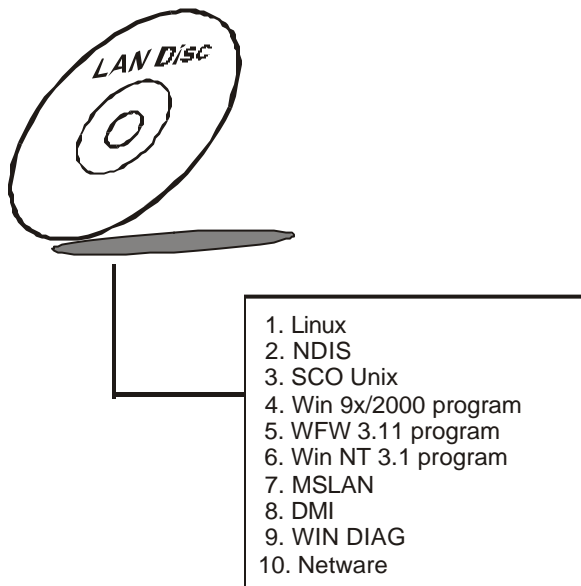 LAN Disc
1. Linux
2. NDIS
3. SCO Unix
4. Win 9x/2000 program
5. WFW 3.11 program
6. Win NT 3.1 program
7. MSLAN
8. DMI
9. WIN DIAG
10. Netware